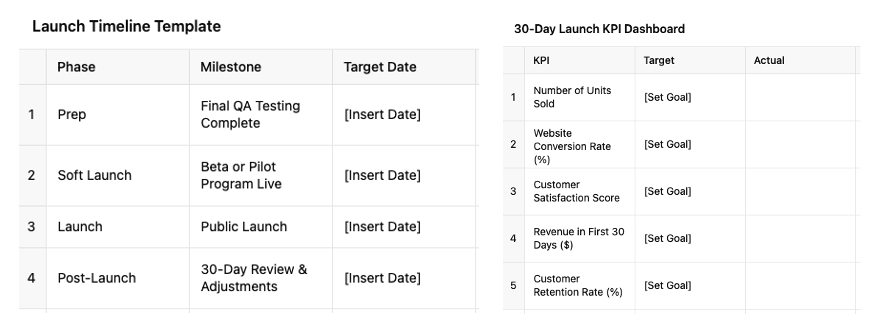 Launch Timeline Template
Phase Milestone Target Date
1 Prep Final QA Testing
Complete [Insert Date]
2 Soft Launch Beta or Pilot
Program Live [Insert Date]
3 Launch Public Launch [Insert Date]
4 Post-Launch 30-Day Review &
Adjustments [Insert Date]
30-Day Launch KPI Dashboard
KPI Target Actual
1 Number of Units
Sold [Set Goal]
2 Website
Conversion Rate
(%) [Set Goal]
3 Customer
Satisfaction Score [Set Goal]
4 Revenue in First 30
Days ($) [Set Goal]
5 Customer
Retention Rate (%) [Set Goal]